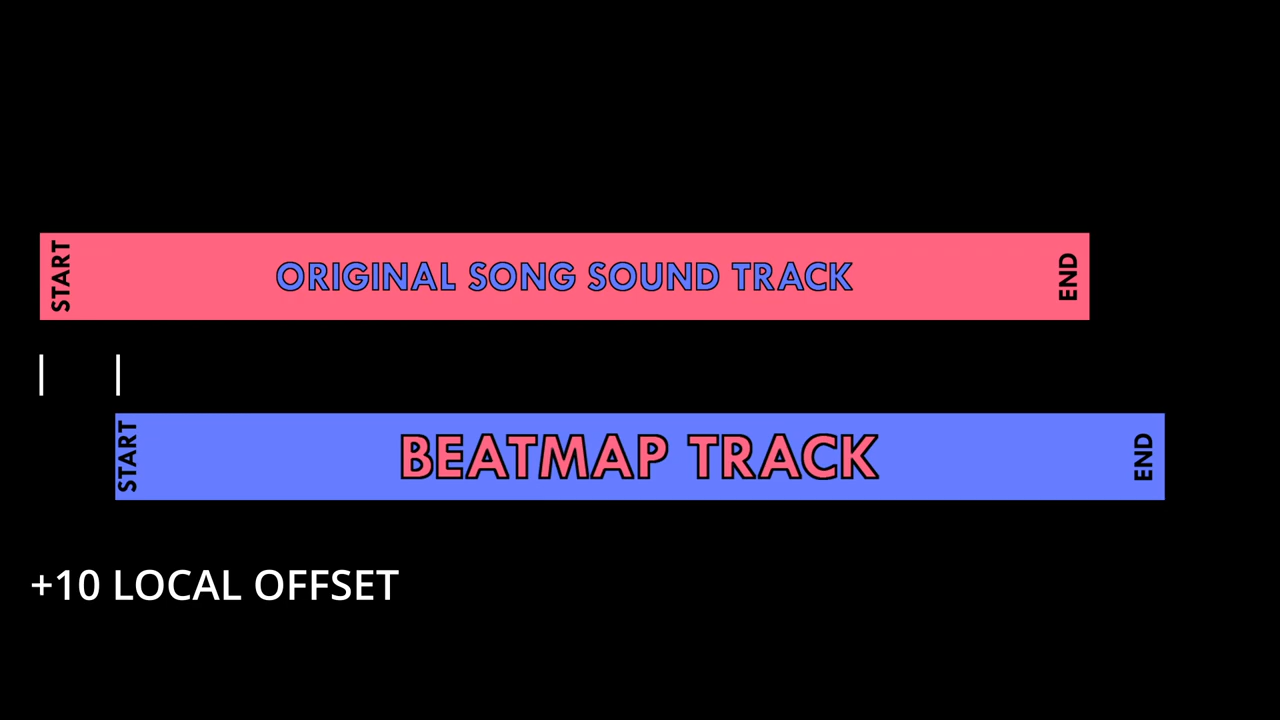 START ORIGINAL SONG SOUND TRACK END
START BEATMAP TRACK END
+10 LOCAL OFFSET